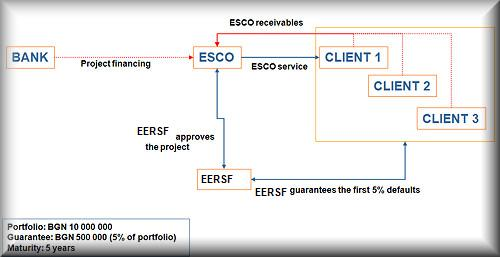 ESCO receivables
BANK
ESCO
CLIENT 1
Project financing
ESCO service
CLIENT 2
CLIENT 3
EERSF approves
the project
EERSF
EERSF guarantees the first 5% defaults
Portfolio: BGN 10 000 000
Guarantee: BGN 500 000 (5% of portfolio)
Maturity: 5 years